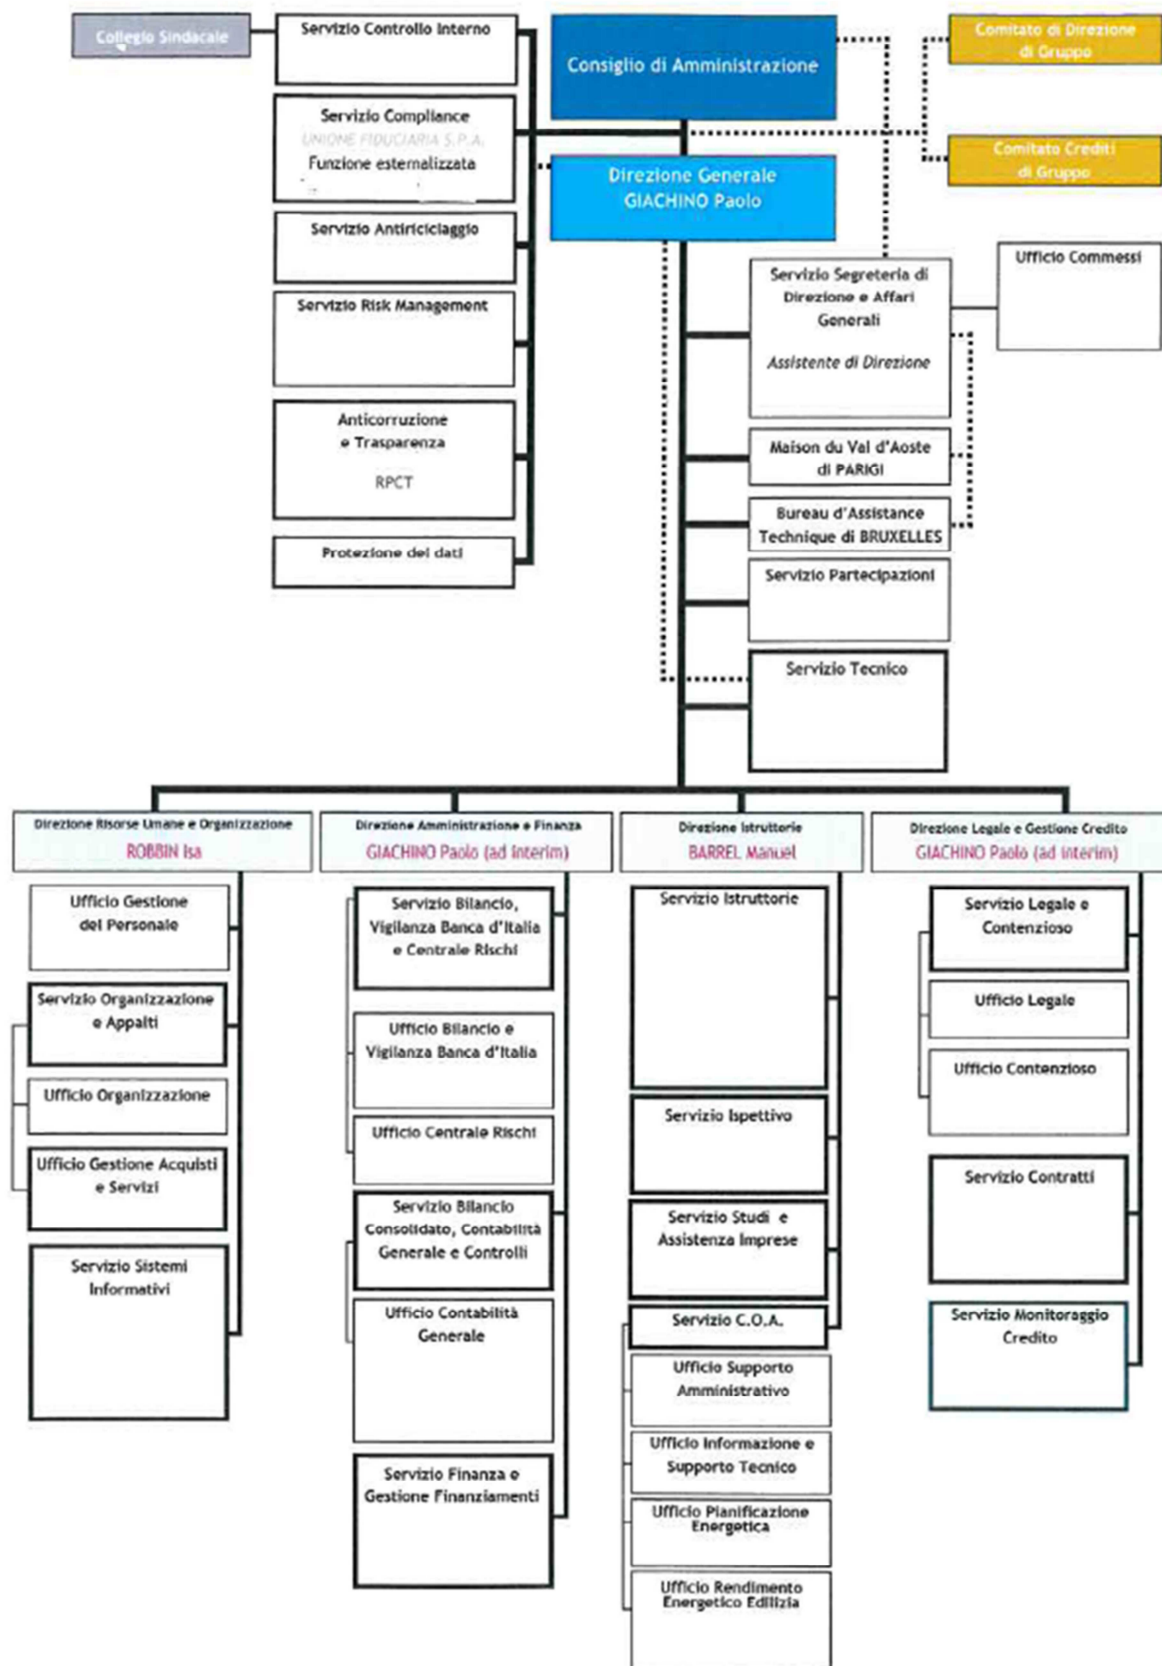 Collegio Sindacale
Servizio Controllo Interno
Consiglio di Amministrazione
Comitato di Direzione
di Gruppo
Servizio Compliance
UNIONE FIDUCIARIA S.P.A.
Funzione esternalizzata
Comitato Crediti
di Gruppo
Direzione Generale
GIACHINO Paolo
Servizio Antiriciclaggio
Servizio Risk Management
Anticorruzione
e Trasparenza
RPCT
Protezione dei dati
Servizio Segreteria di
Direzione e Affari
Generali
Assistente di Direzione
Ufficio Commessi
Maison du Val d'Aoste
di PARIGI
Bureau d'Assistance
Technique di BRUXELLES
Servizio Partecipazioni
Servizio Tecnico
Direzione Risorse Umane e Organizzazione
ROBBIN Isa
Ufficio Gestione
del Personale
Servizio Organizzazione
e Appalti
Ufficio Organizzazione
Ufficio Gestione Acquisti
e Servizi
Servizio Sistemi
Informativi
Direzione Amministrazione e Finanza
GIACHINO Paolo (ad interim)
Servizio Bilancio,
Vigilanza Banca d'Italia
e Centrale Rischi
Ufficio Bilancio e
Vigilanza Banca d'Italia
Ufficio Centrale Rischi
Servizio Bilancio
Consolidato, Contabilità
Generale e Controlli
Ufficio Contabilità
Generale
Servizio Finanza e
Gestione Finanziamenti
Direzione Istruttorie
BARREL Manuel
Servizio Istruttorie
Servizio Ispettivo
Servizio Studi e
Assistenza Imprese
Servizio C.O.A.
Ufficio Supporto
Amministrativo
Ufficio Informazione e
Supporto Tecnico
Ufficio Pianificazione
Energetica
Ufficio Rendimento
Energetico Edilizia
Direzione Legale e Gestione Credito
GIACHINO Paolo (ad interim)
Servizio Legale e
Contenzioso
Ufficio Legale
Ufficio Contenzioso
Servizio Contratti
Servizio Monitoraggio
Credito